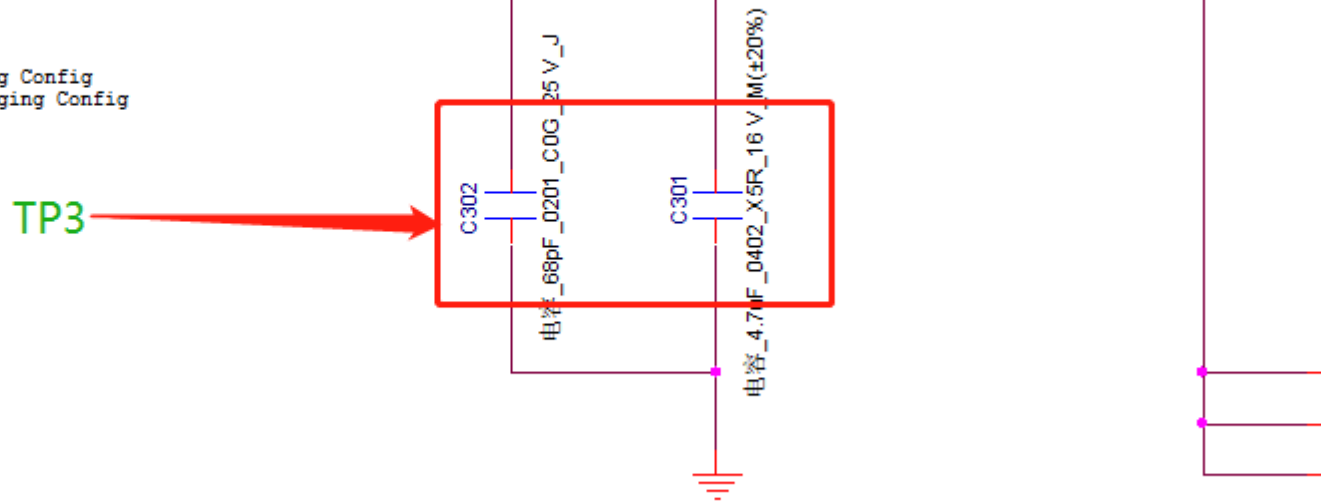 g Config
ging Config
TP3
C302
电容_68pF_0201_C0G_25 V_J
C301
电容_4.7uF_0402_X5R_16 V_M(±20%)